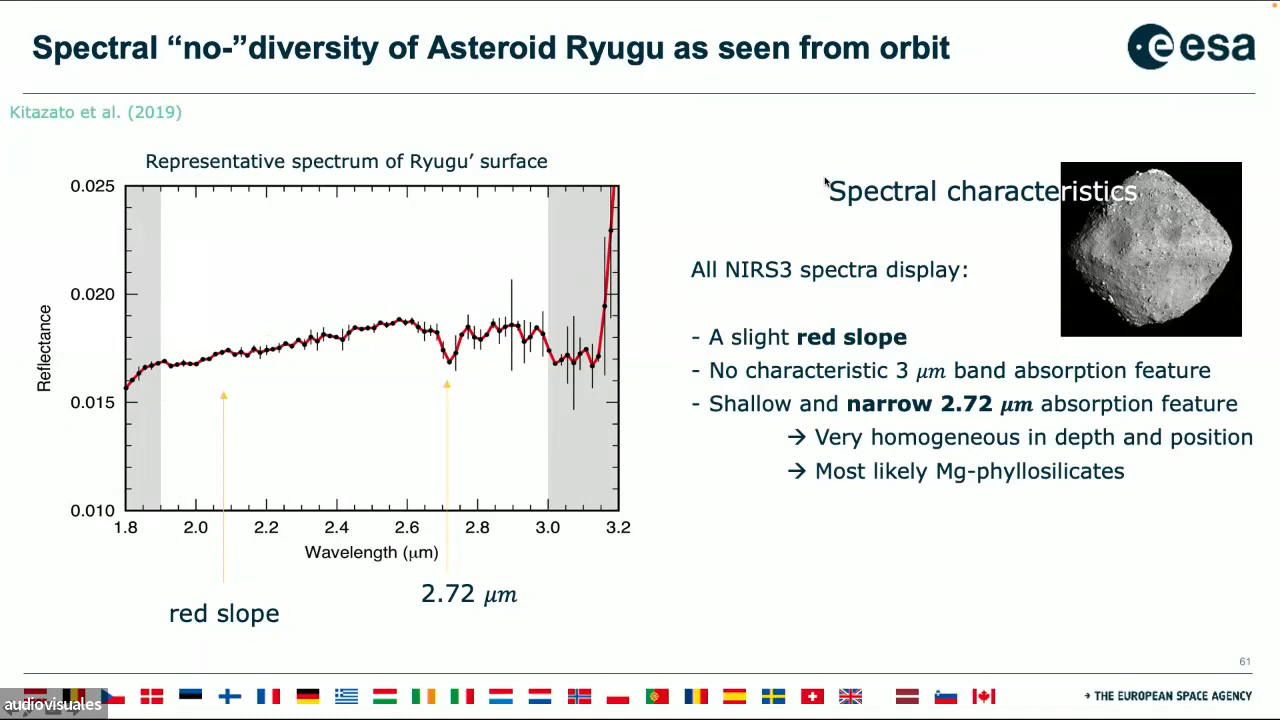 Spectral “no-”diversity of Asteroid Ryugu as seen from orbit
esa
Kitazato et al. (2019)
Representative spectrum of Ryugu’ surface
0.025
0.020
0.015
0.010
Reflectance
1.8 2.0 2.2 2.4 2.6 2.8 3.0 3.2
Wavelength (μm)
red slope
2.72 𝜇𝑚
Spectral characteristics
All NIRS3 spectra display:
- A slight red slope
- No characteristic 3 𝜇𝑚 band absorption feature
- Shallow and narrow 2.72 𝝁𝒎 absorption feature
→ Very homogeneous in depth and position
→ Most likely Mg-phyllosilicates
61
audiovisuales
→ THE EUROPEAN SPACE AGENCY